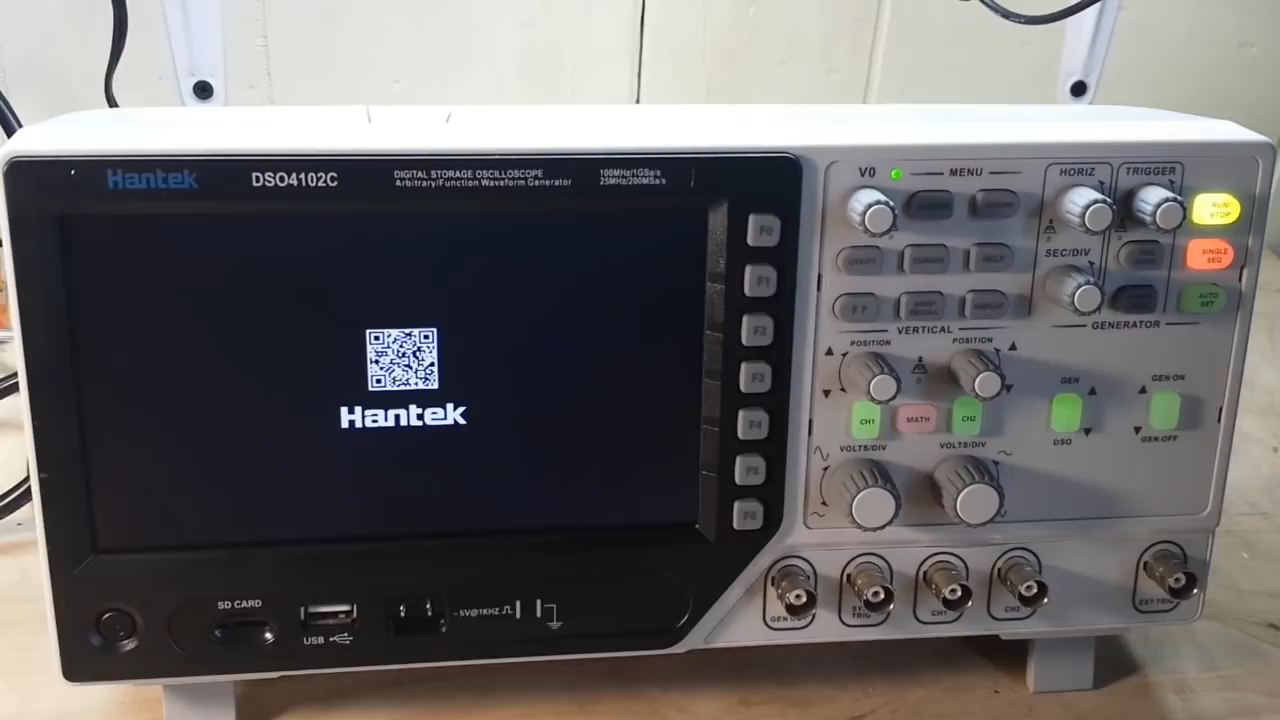 Hantek DSO4102C
DIGITAL STORAGE OSCILLOSCOPE 100MHz/1GSa/s
Arbitrary/Function Waveform Generator 25MHz/200MSa/s
Hantek
F0
F1
F2
F3
F4
F5
F6
V0 MENU
HORIZ
TRIGGER
RUN
STOP
SINGLE
SEQ
AUTO
SET
SEC/DIV
UTILITY
CURSOR
HELP
F7
SAVE/
RECALL
DISPLAY
VERTICAL
GENERATOR
POSITION
POSITION
0
CH1
MATH
CH2
VOLTS/DIV
VOLTS/DIV
GEN
DSO
GEN ON
GEN OFF
SD CARD
USB
~5V@1KHZ
GEN OUT
SYN
TRIG
CH1
CH2
EXT TRIG